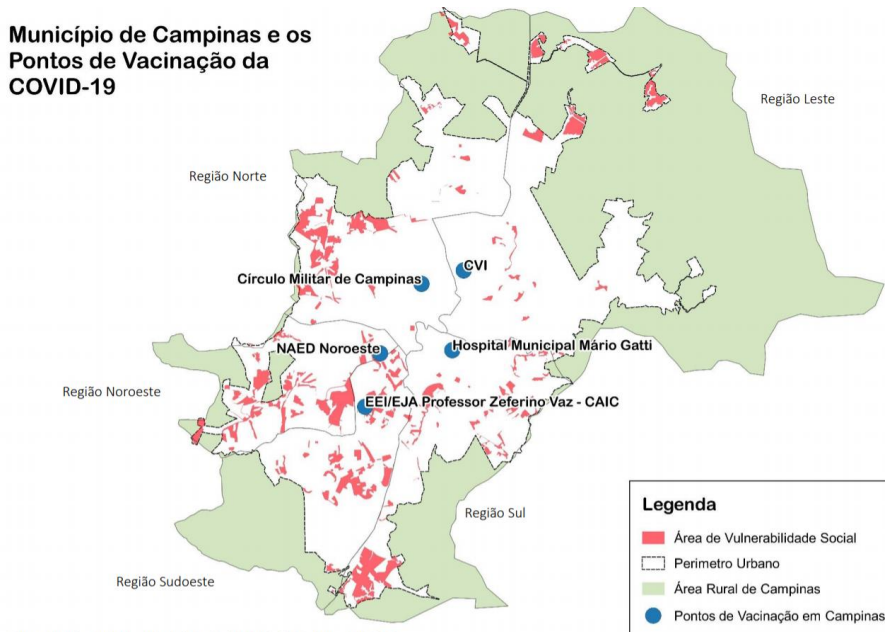 Município de Campinas e os
Pontos de Vacinação da
COVID-19
Região Leste
Região Norte
CVI
Círculo Militar de Campinas
NAED Noroeste
Hospital Municipal Mário Gatti
Região Noroeste
EEI/EJA Professor Zeferino Vaz - CAIC
Região Sul
Região Sudoeste
Legenda
Área de Vulnerabilidade Social
Perimetro Urbano
Área Rural de Campinas
Pontos de Vacinação em Campinas